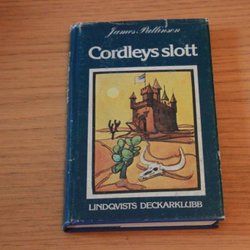 James Pattinson
Cordleys slott
LINDQVISTS DECKARKLUBB